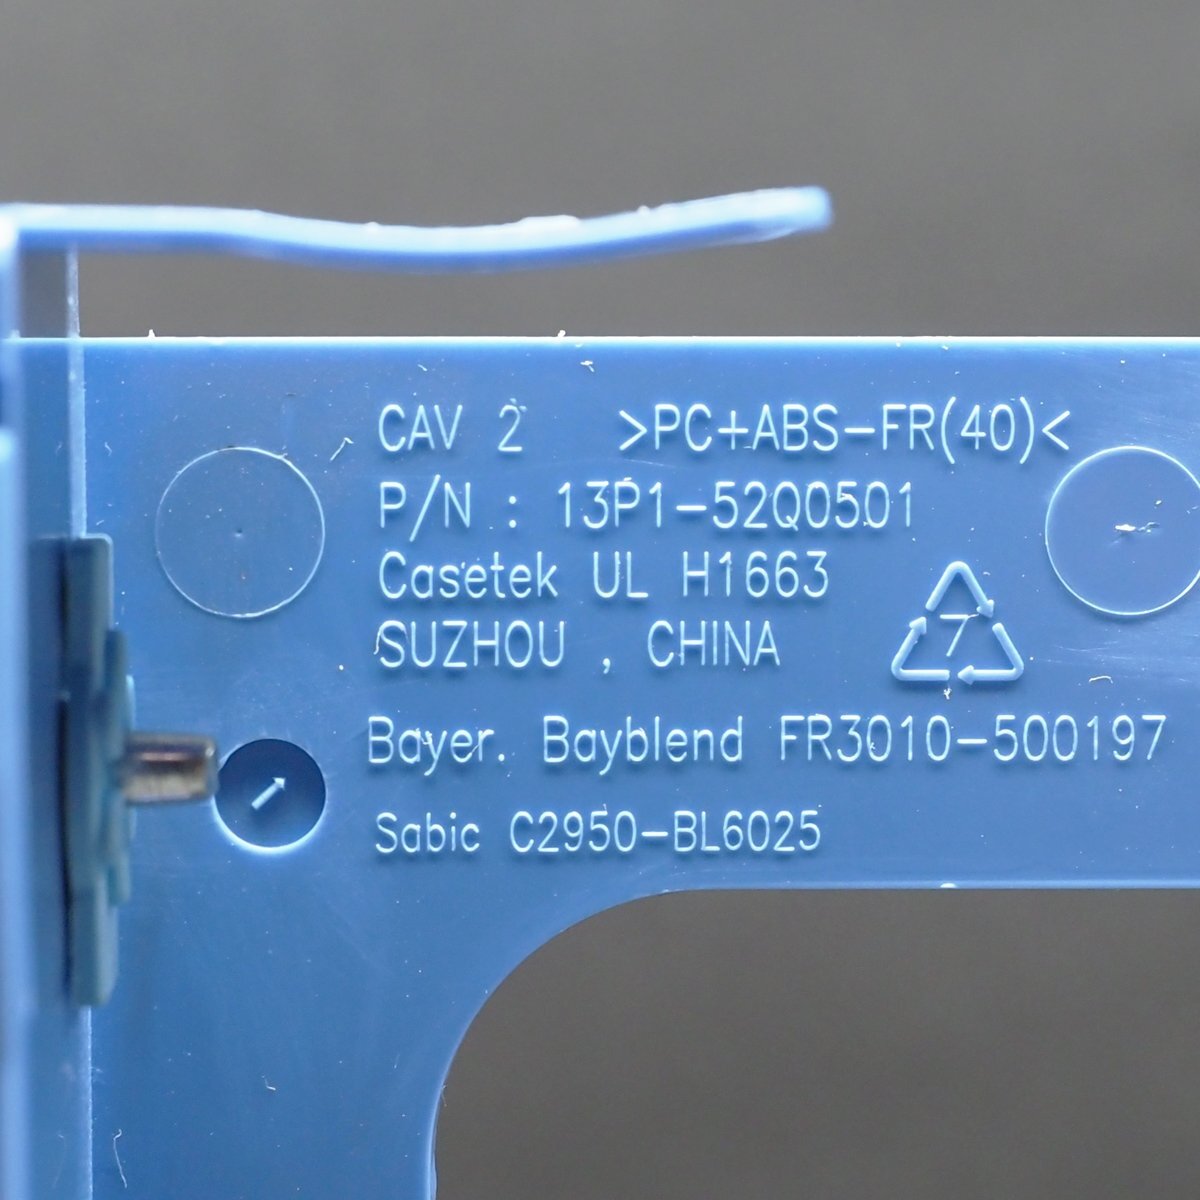 CAV 2 >PC+ABS-FR(40)<
P/N : 13P1-52Q0501
Casetek UL H1663
SUZHOU , CHINA
7
Bayer. Bayblend FR3010-500197
Sabic C2950-BL6025